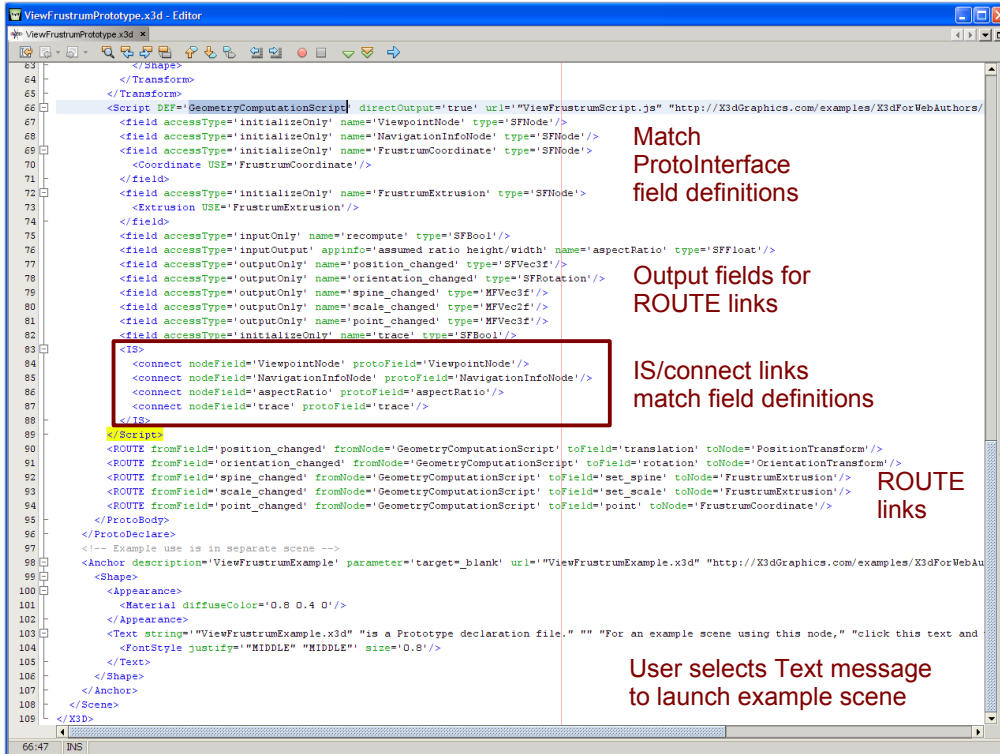 ViewFrustrumPrototype.x3d - Editor
ViewFrustrumPrototype.x3d
63 </Shape>
64 </Transform>
65 </Transform>
66 <Script DEF='GeometryComputationScript' directOutput='true' url='"ViewFrustrumScript.js" "http://X3dGraphics.com/examples/X3dForWebAuthors/
67 <field accessType='initializeOnly' name='ViewpointNode' type='SFNode'/>
68 <field accessType='initializeOnly' name='NavigationInfoNode' type='SFNode'/>
69 <field accessType='initializeOnly' name='FrustrumCoordinate' type='SFNode'>
70 <Coordinate USE='FrustrumCoordinate'/>
71 </field>
72 <field accessType='initializeOnly' name='FrustrumExtrusion' type='SFNode'>
73 <Extrusion USE='FrustrumExtrusion'/>
74 </field>
75 <field accessType='inputOnly' name='recompute' type='SFBool'/>
76 <field accessType='inputOutput' appinfo='assumed ratio height/width' name='aspectRatio' type='SFFloat'/>
77 <field accessType='outputOnly' name='position_changed' type='SFVec3f'/>
78 <field accessType='outputOnly' name='orientation_changed' type='SFRotation'/>
79 <field accessType='outputOnly' name='spine_changed' type='MFVec3f'/>
80 <field accessType='outputOnly' name='scale_changed' type='MFVec2f'/>
81 <field accessType='outputOnly' name='point_changed' type='MFVec3f'/>
82 <field accessType='initializeOnly' name='trace' type='SFBool'/>
83 <IS>
84 <connect nodeField='ViewpointNode' protoField='ViewpointNode'/>
85 <connect nodeField='NavigationInfoNode' protoField='NavigationInfoNode'/>
86 <connect nodeField='aspectRatio' protoField='aspectRatio'/>
87 <connect nodeField='trace' protoField='trace'/>
88 </IS>
89 </Script>
90 <ROUTE fromField='position_changed' fromNode='GeometryComputationScript' toField='translation' toNode='PositionTransform'/>
91 <ROUTE fromField='orientation_changed' fromNode='GeometryComputationScript' toField='rotation' toNode='OrientationTransform'/>
92 <ROUTE fromField='spine_changed' fromNode='GeometryComputationScript' toField='set_spine' toNode='FrustrumExtrusion'/>
93 <ROUTE fromField='scale_changed' fromNode='GeometryComputationScript' toField='set_scale' toNode='FrustrumExtrusion'/>
94 <ROUTE fromField='point_changed' fromNode='GeometryComputationScript' toField='point' toNode='FrustrumCoordinate'/>
95 </ProtoBody>
96 </ProtoDeclare>
97 <!-- Example use is in separate scene -->
98 <Anchor description='ViewFrustrumExample' parameter='target=_blank' url='"ViewFrustrumExample.x3d" "http://X3dGraphics.com/examples/X3dForWebAu
99 <Shape>
100 <Appearance>
101 <Material diffuseColor='0.8 0.4 0'/>
102 </Appearance>
103 <Text string='"ViewFrustrumExample.x3d" "is a Prototype declaration file." "" "For an example scene using this node," "click this text and
104 <FontStyle justify='"MIDDLE" "MIDDLE"' size='0.8'/>
105 </Text>
106 </Shape>
107 </Anchor>
108 </Scene>
109 </X3D>
Match
ProtoInterface
field definitions
Output fields for
ROUTE links
IS/connect links
match field definitions
ROUTE
links
User selects Text message
to launch example scene
66:47 INS